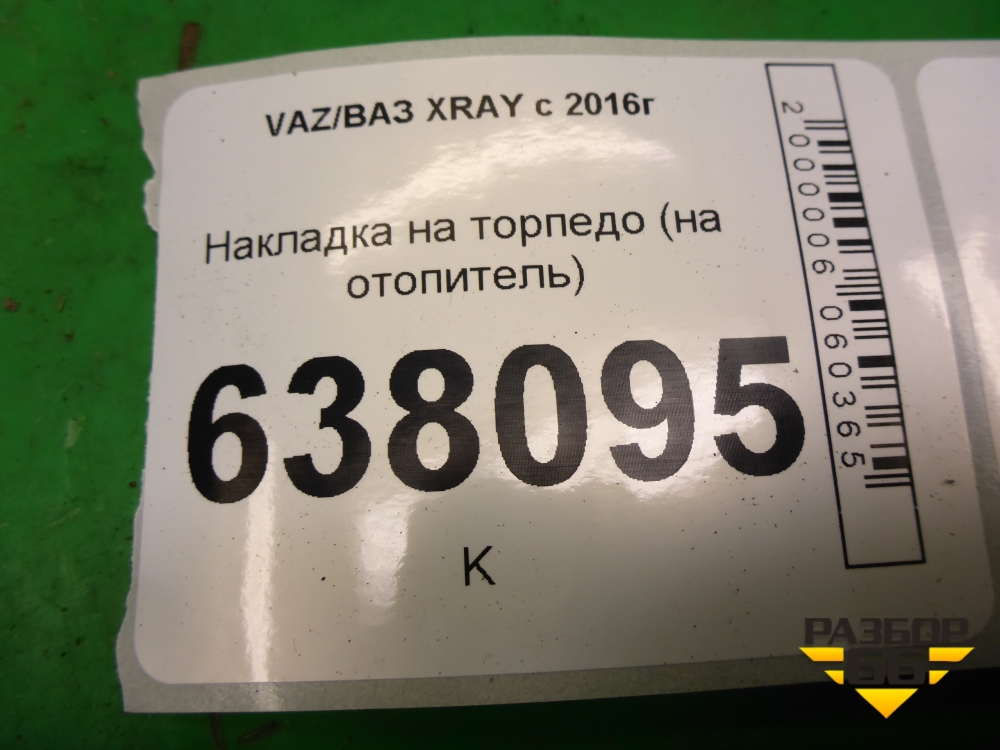 VAZ/ВАЗ XRAY с 2016г
Накладка на торпедо (на
отопитель)
638095
К
2000006060365
РАЗБОР
66